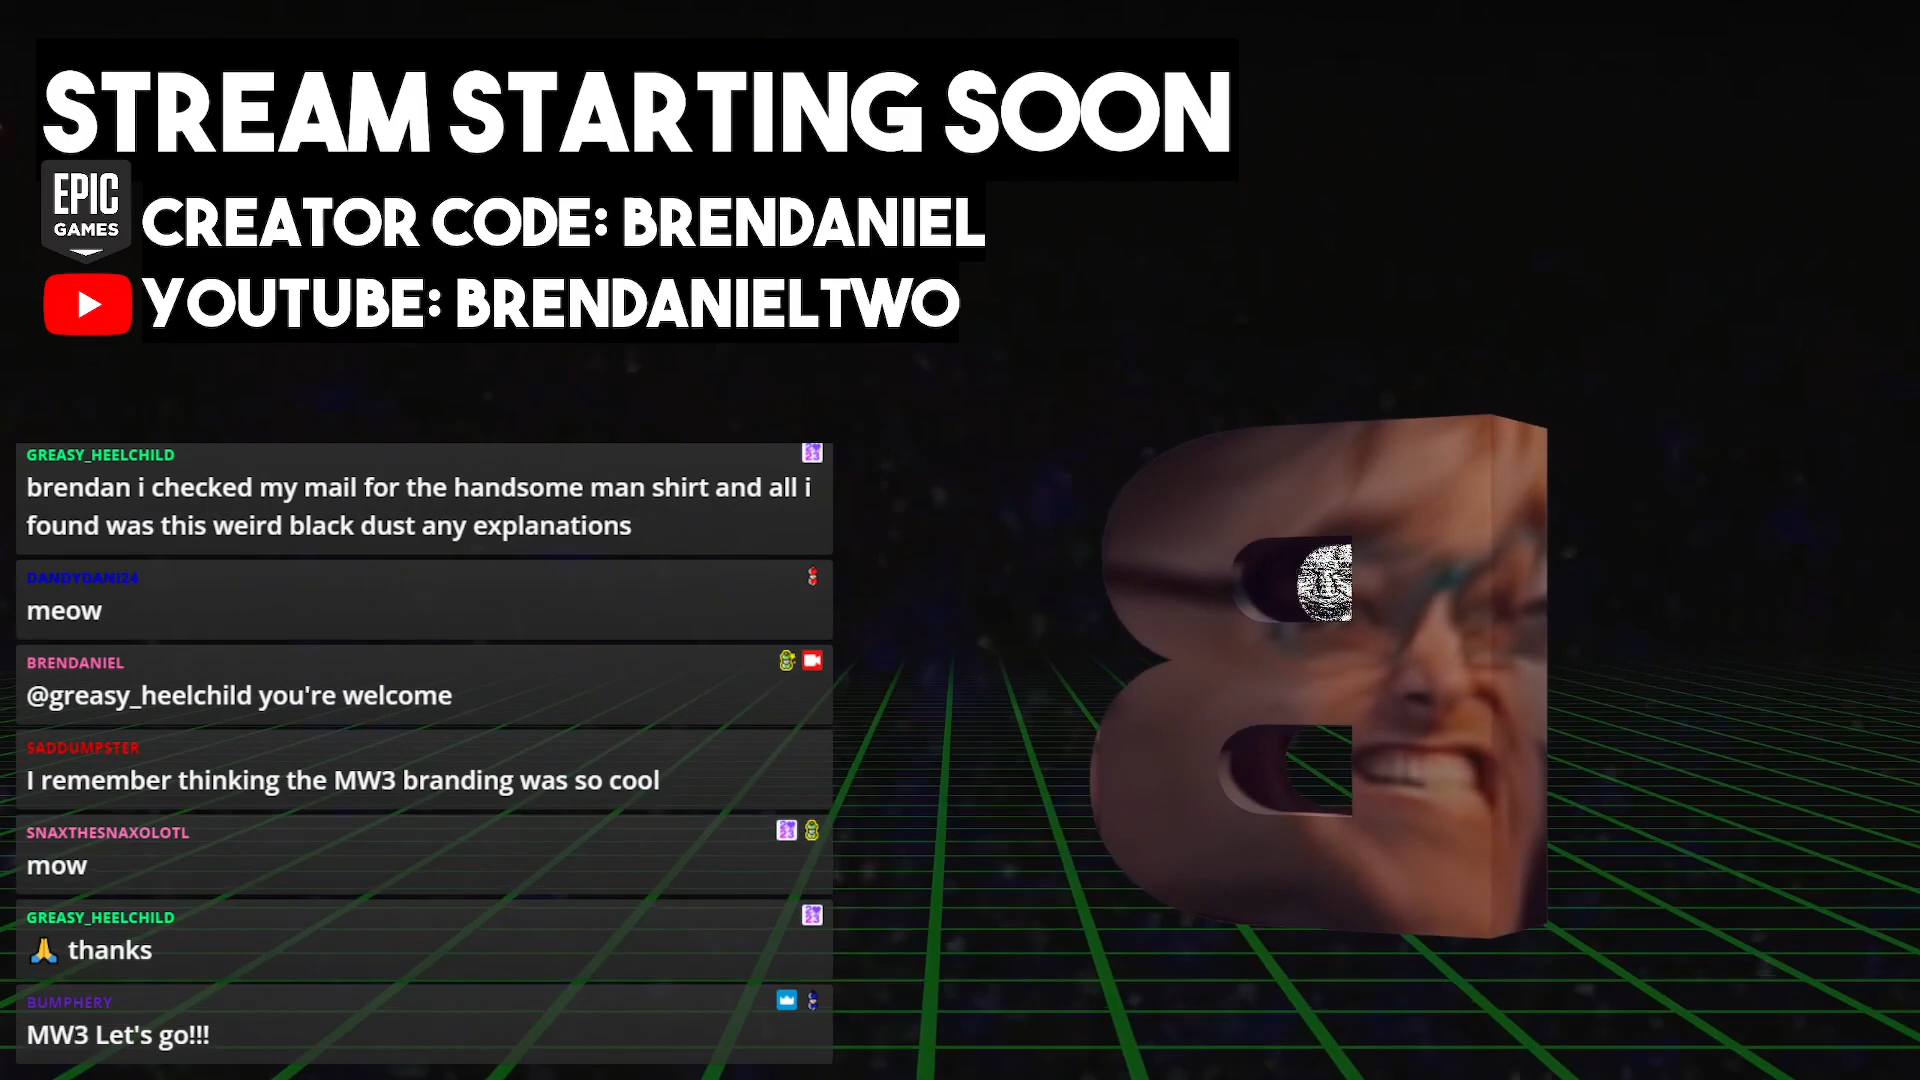 STREAM STARTING SOON
EPIC
GAMES
CREATOR CODE: BRENDANIEL
YOUTUBE: BRENDANIELTWO
GREASY_HEELCHILD
brendan i checked my mail for the handsome man shirt and all i
found was this weird black dust any explanations
DANDYDANI24
meow
BRENDANIEL
@greasy_heelchild you're welcome
SADDUMPSTER
I remember thinking the MW3 branding was so cool
SNAXTHESNAXOLOTL
mow
GREASY_HEELCHILD
🙏 thanks
BUMPHERY
MW3 Let's go!!!
B